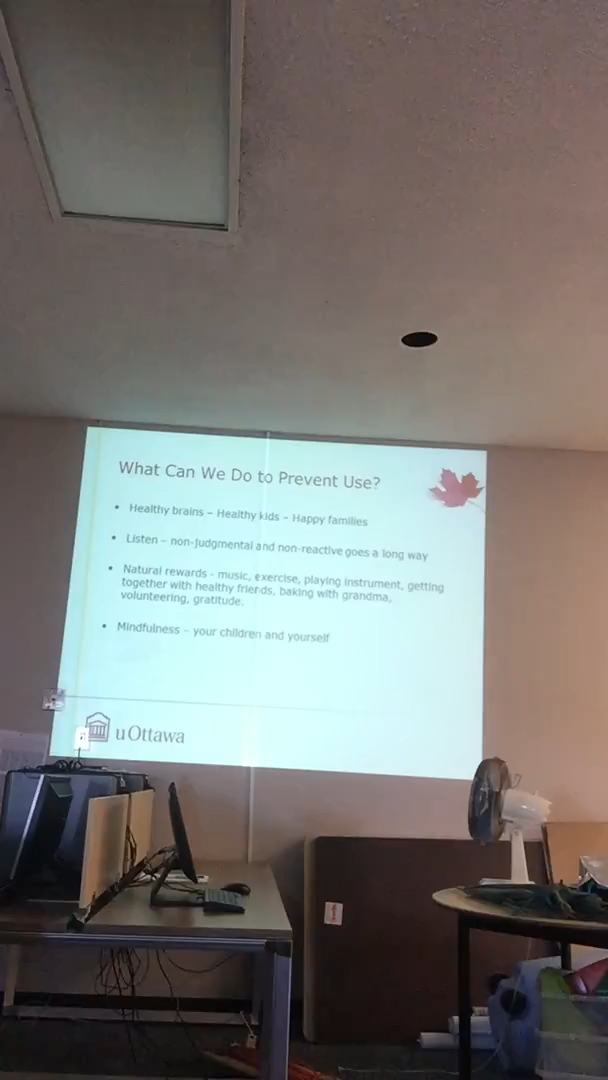 What Can We Do to Prevent Use?
• Healthy brains – Healthy kids – Happy families
• Listen – non-judgmental and non-reactive goes a long way
• Natural rewards - music, exercise, playing instrument, getting
together with healthy friends, baking with grandma,
volunteering, gratitude.
• Mindfulness – your children and yourself
uOttawa